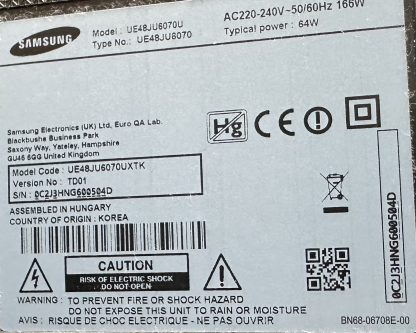 SAMSUNG
Model : UE48JU6070U
Type No.: UE48JU6070
AC220-240V~50/60Hz 166W
Typical power : 64W
Samsung Electronics (UK) Ltd, Euro QA Lab.
Blackbushe Business Park
Saxony Way, Yateley, Hampshire
GU46 6GG United Kingdom
Hg
CE
Model Code : UE48JU6070UXTK
Version No : TD01
S/N : 0C2J3HNG600504D
ASSEMBLED IN HUNGARY
COUNTRY OF ORIGIN : KOREA
0C2J3HNG600504D
CAUTION
RISK OF ELECTRIC SHOCK
DO NOT OPEN
WARNING : TO PREVENT FIRE OR SHOCK HAZARD
DO NOT EXPOSE THIS UNIT TO RAIN OR MOISTURE
AVIS : RISQUE DE CHOC ELECTRIQUE - NE PAS OUVRIR
BN68-06708E-00